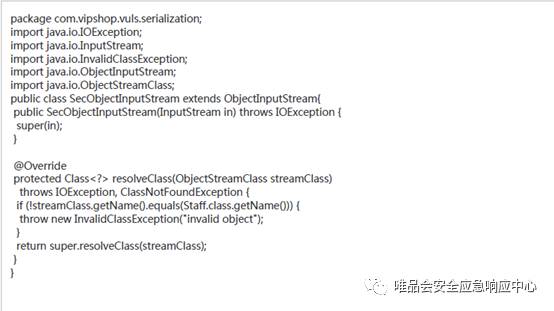 package com.vipshop.vuls.serialization;
import java.io.IOException;
import java.io.InputStream;
import java.io.InvalidClassException;
import java.io.ObjectInputStream;
import java.io.ObjectStreamClass;
public class SecObjectInputStream extends ObjectInputStream{
public SecObjectInputStream(InputStream in) throws IOException {
super(in);
}
@Override
protected Class<?> resolveClass(ObjectStreamClass streamClass)
throws IOException, ClassNotFoundException {
if (!streamClass.getName().equals(Staff.class.getName())) {
throw new InvalidClassException("invalid object");
}
return super.resolveClass(streamClass);
}
}
唯品会安全应急响应中心